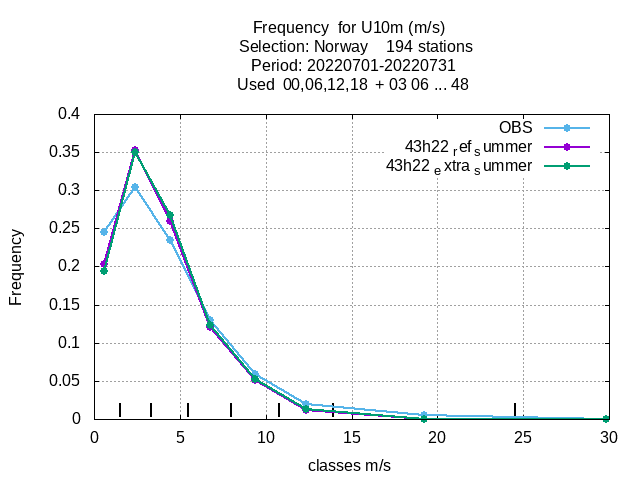 Frequency for U10m (m/s)
Selection: Norway 194 stations
Period: 20220701-20220731
Used 00,06,12,18 + 03 06 ... 48
OBS
43h22 ref summer
43h22 extra summer
0.4
0.35
0.3
0.25
0.2
0.15
0.1
0.05
0
Frequency
0 5 10 15 20 25 30
classes m/s